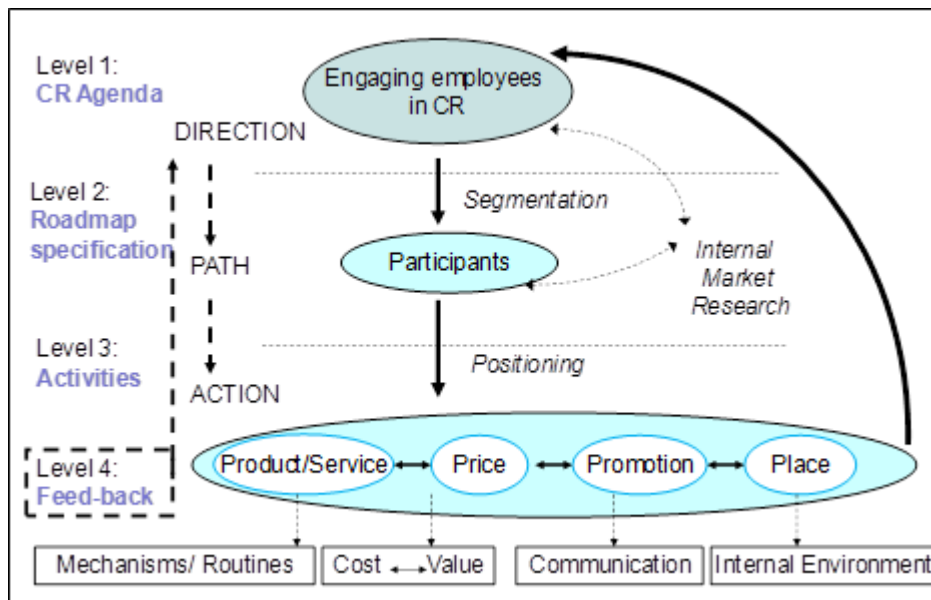 Level 1:
CR Agenda
Engaging employees
in CR
DIRECTION
Level 2:
Roadmap
specification
Segmentation
PATH
Participants
Internal
Market
Research
Level 3:
Activities
Positioning
ACTION
Level 4:
Feed-back
Product/Service
Price
Promotion
Place
Mechanisms/ Routines
Cost
Value
Communication
Internal Environment